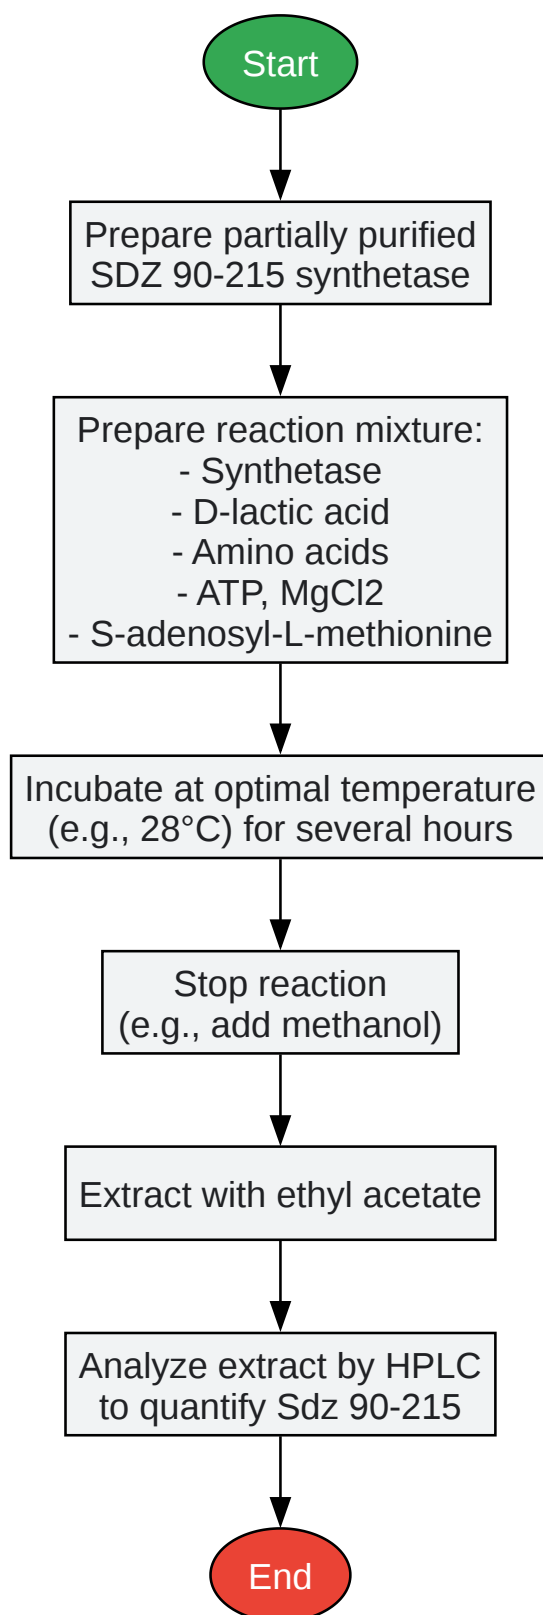 Start
Prepare partially purified
SDZ 90-215 synthetase
Prepare reaction mixture:
- Synthetase
- D-lactic acid
- Amino acids
- ATP, MgCl2
- S-adenosyl-L-methionine
Incubate at optimal temperature
(e.g., 28°C) for several hours
Stop reaction
(e.g., add methanol)
Extract with ethyl acetate
Analyze extract by HPLC
to quantify Sdz 90-215
End